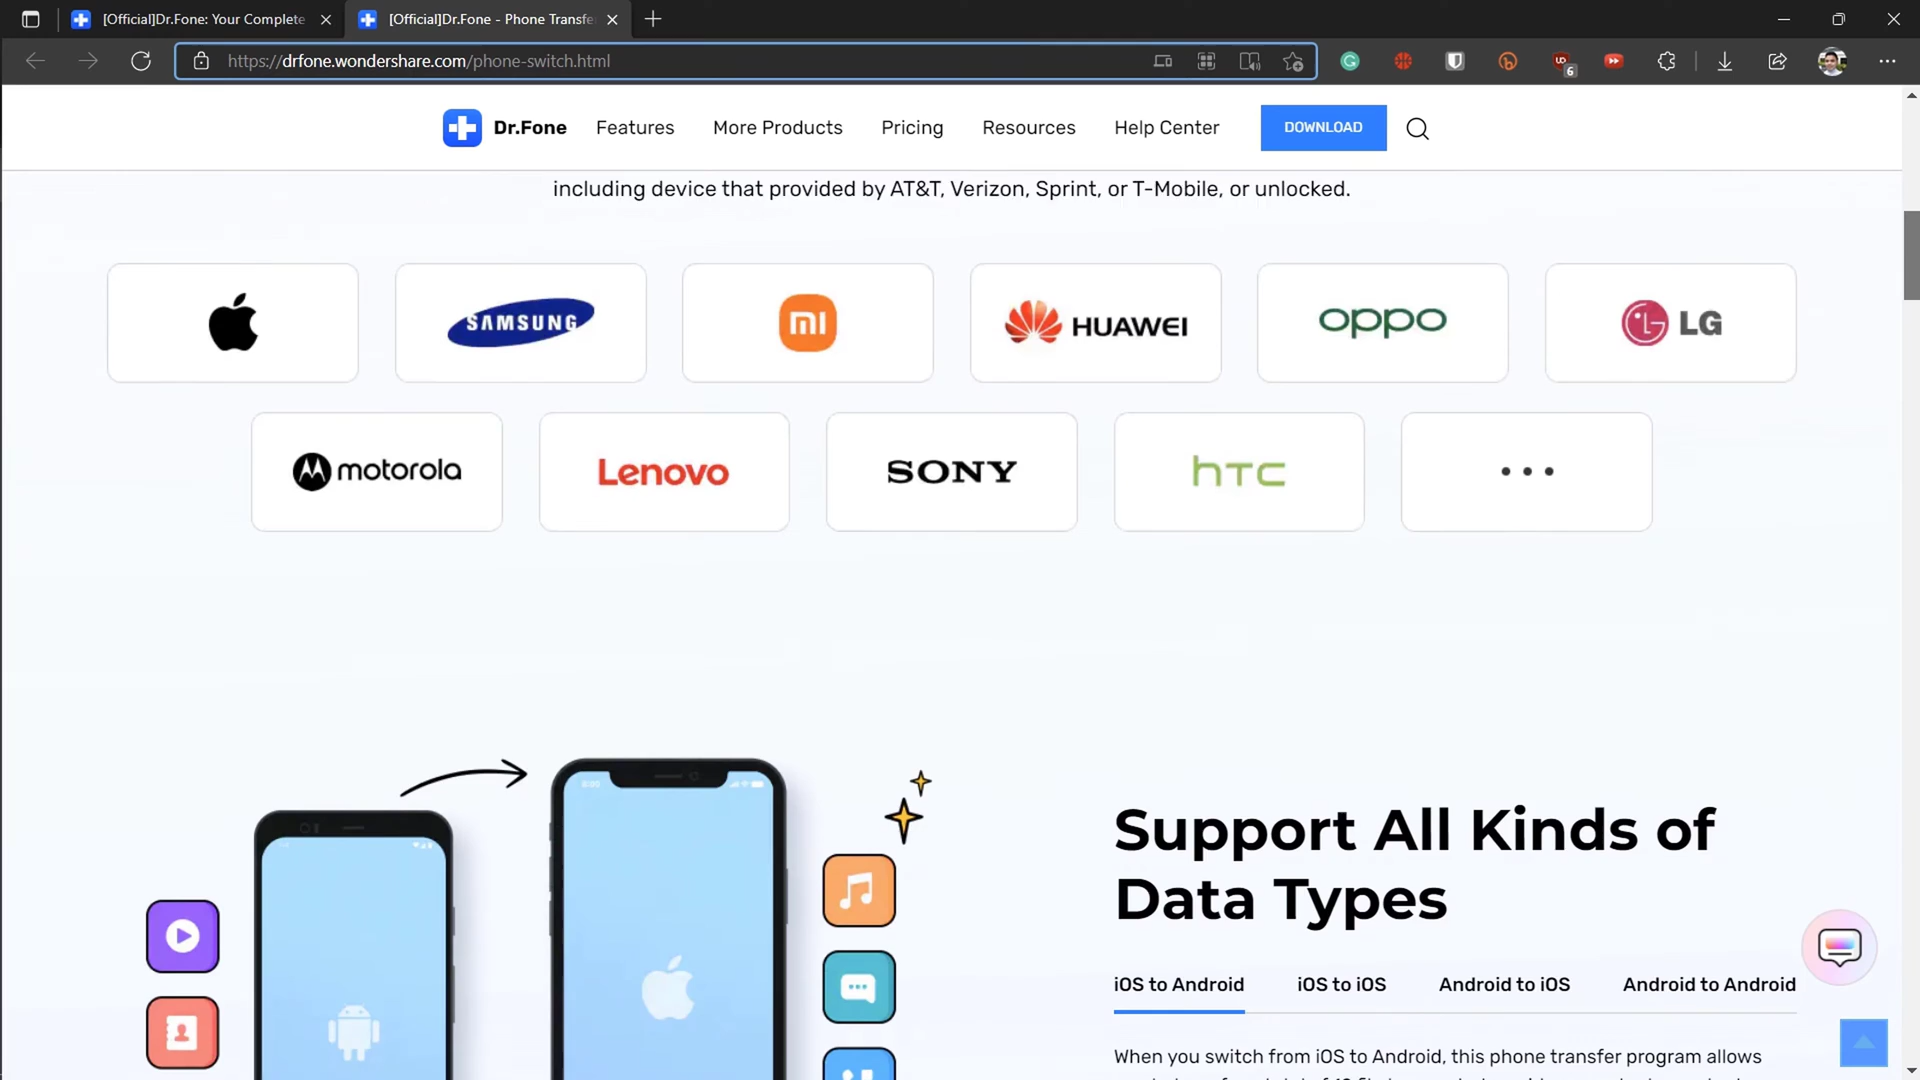 [Official]Dr.Fone: Your Complete
[Official]Dr.Fone - Phone Transfe
https://drfone.wondershare.com/phone-switch.html
6
Dr.Fone
Features
More Products
Pricing
Resources
Help Center
DOWNLOAD
including device that provided by AT&T, Verizon, Sprint, or T-Mobile, or unlocked.
SAMSUNG
mi
HUAWEI
oppo
LG
motorola
Lenovo
SONY
hTC
Support All Kinds of
Data Types
iOS to Android
iOS to iOS
Android to iOS
Android to Android
When you switch from iOS to Android, this phone transfer program allows